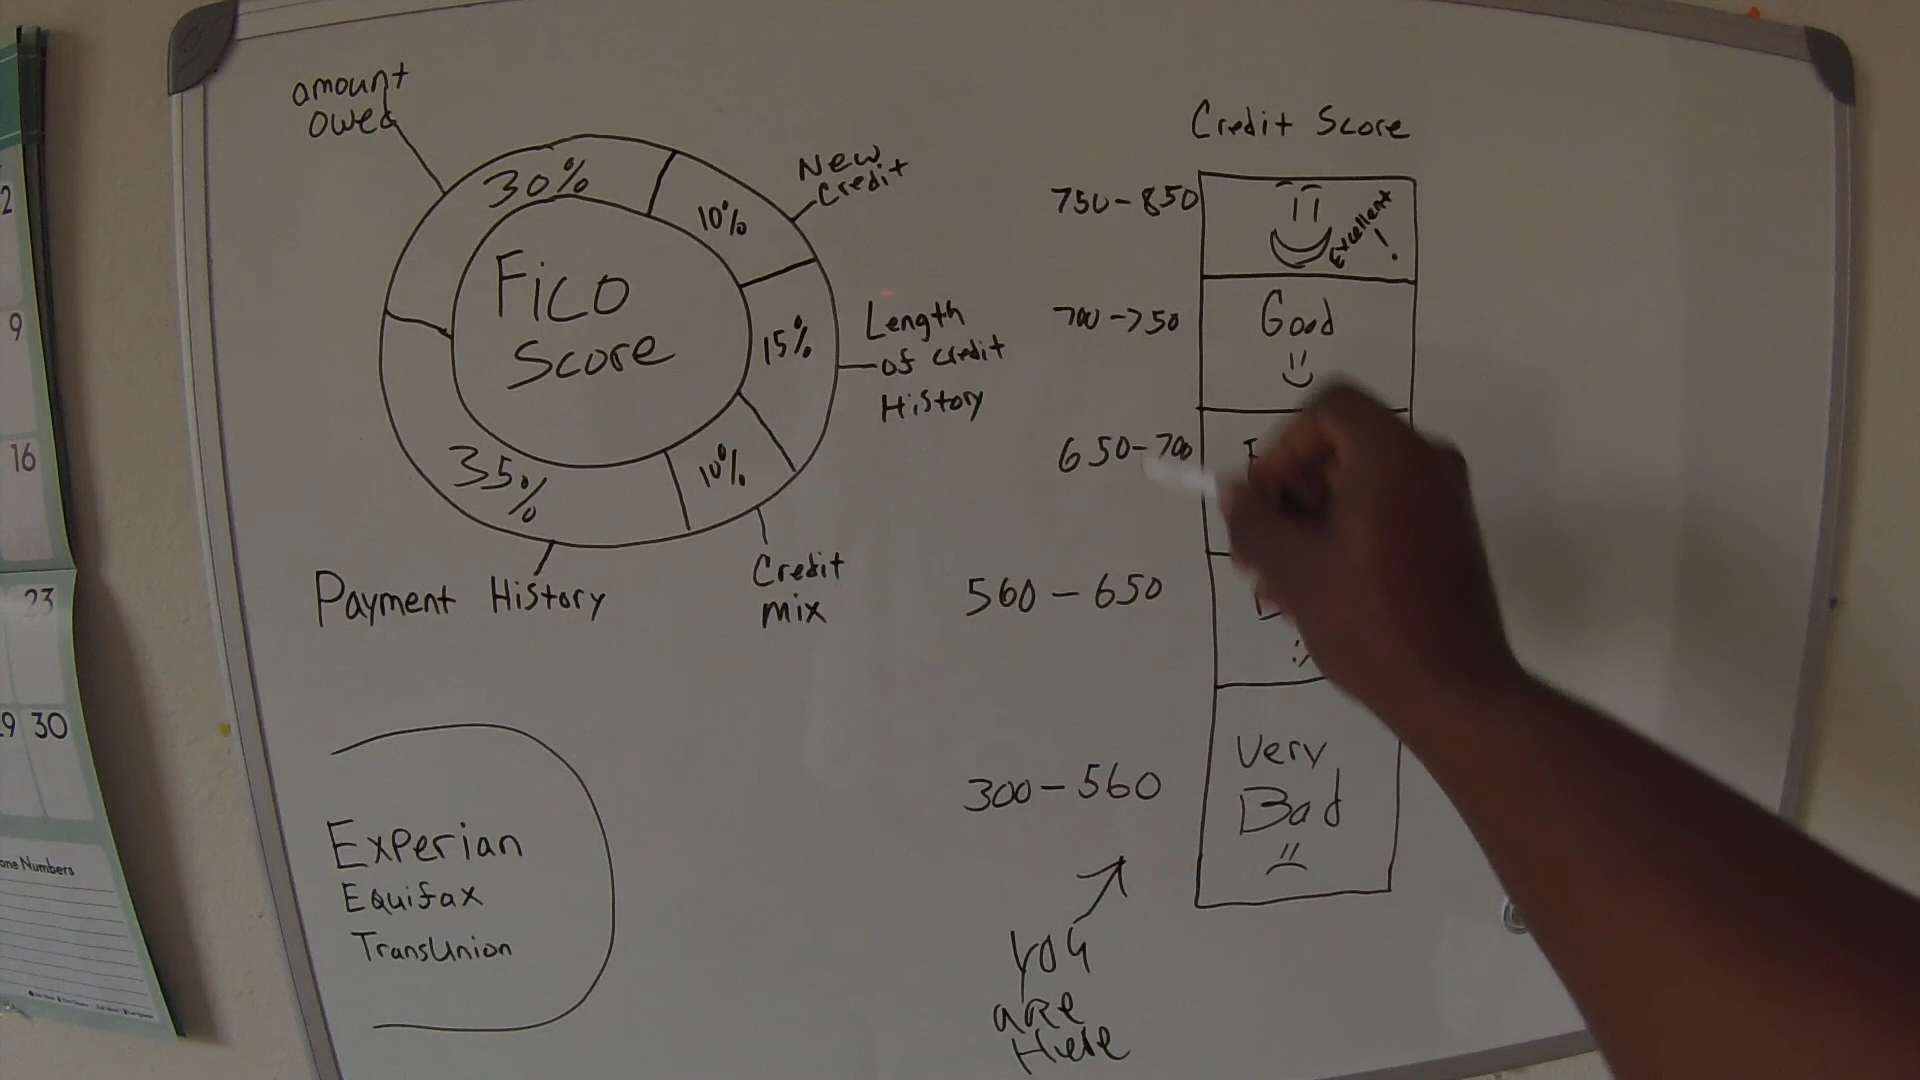 amount
owed
30%
10%
New
Credit
Fico
Score
15%
Length
of credit
History
35%
10%
Payment History
Credit
mix
Experian
Equifax
TransUnion
Credit Score
750-850
Excellent
!
700-750
Good
650-700
560-650
300-560
Very
Bad
you
are
Here
2
9
16
23
30
one Numbers